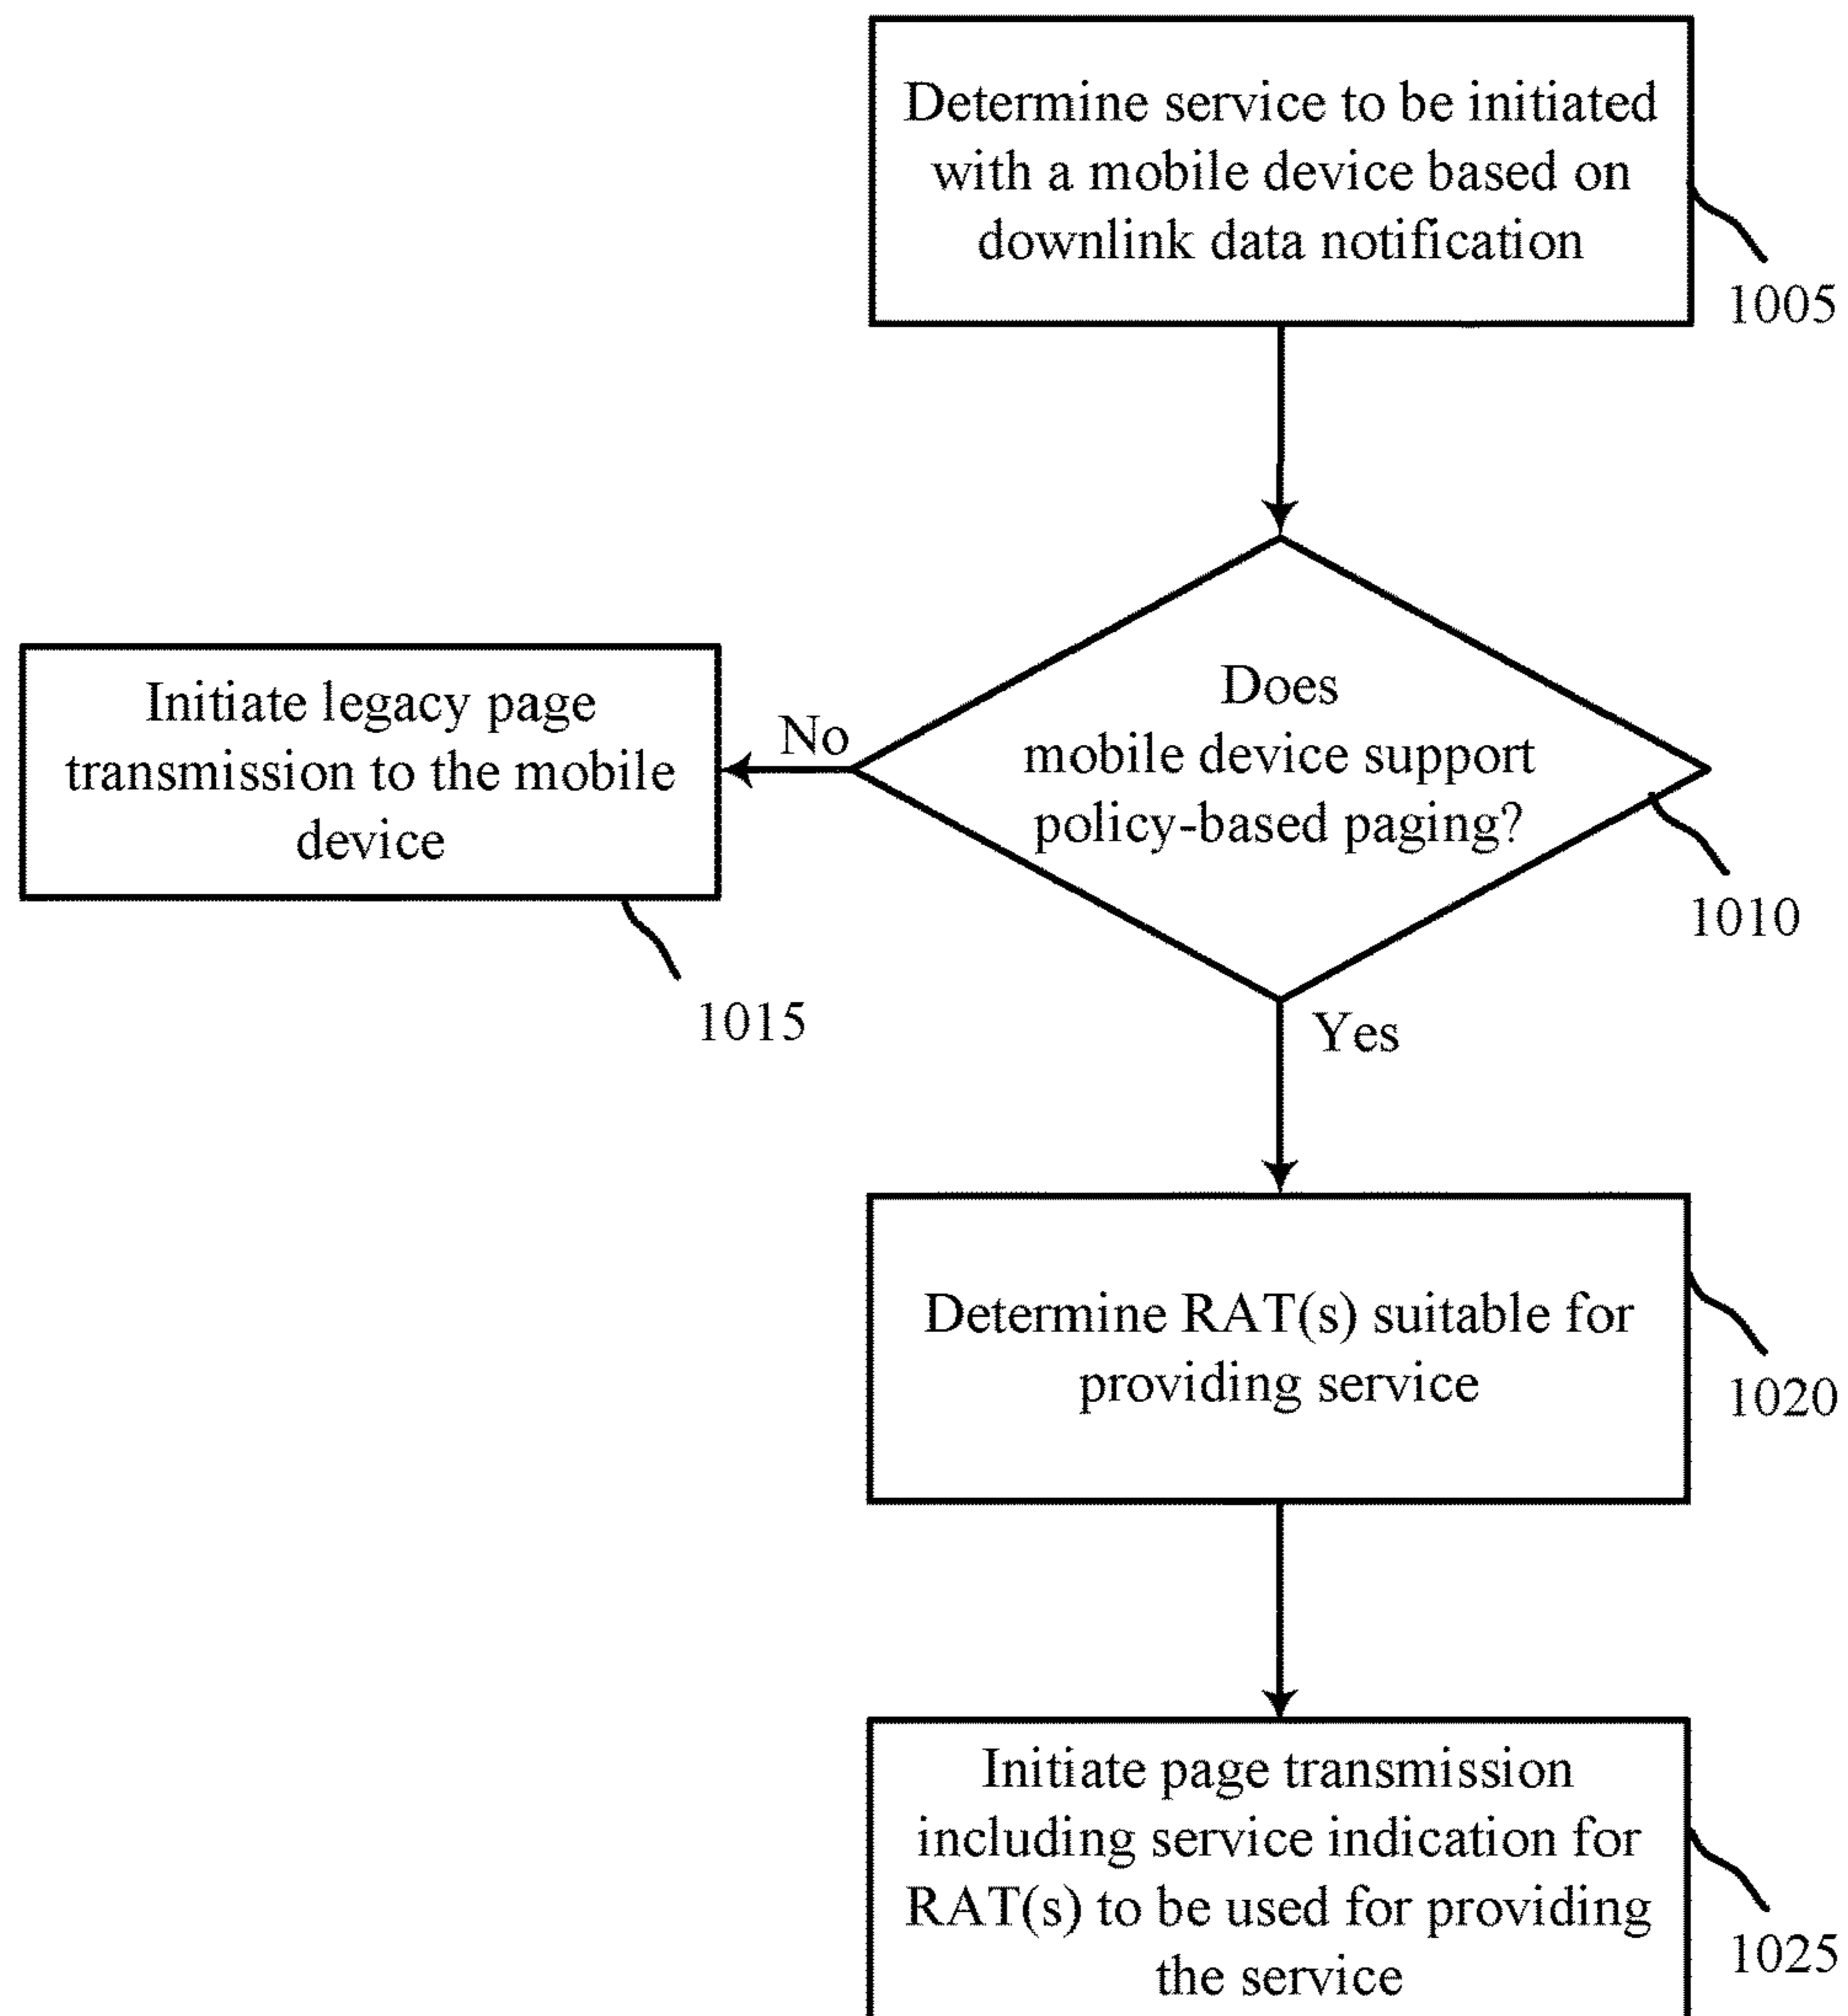 Determine service to be initiated
with a mobile device based on
downlink data notification
1005
Does
mobile device support
policy-based paging?
1010
No
Initiate legacy page
transmission to the mobile
device
1015
Yes
Determine RAT(s) suitable for
providing service
1020
Initiate page transmission
including service indication for
RAT(s) to be used for providing
the service
1025